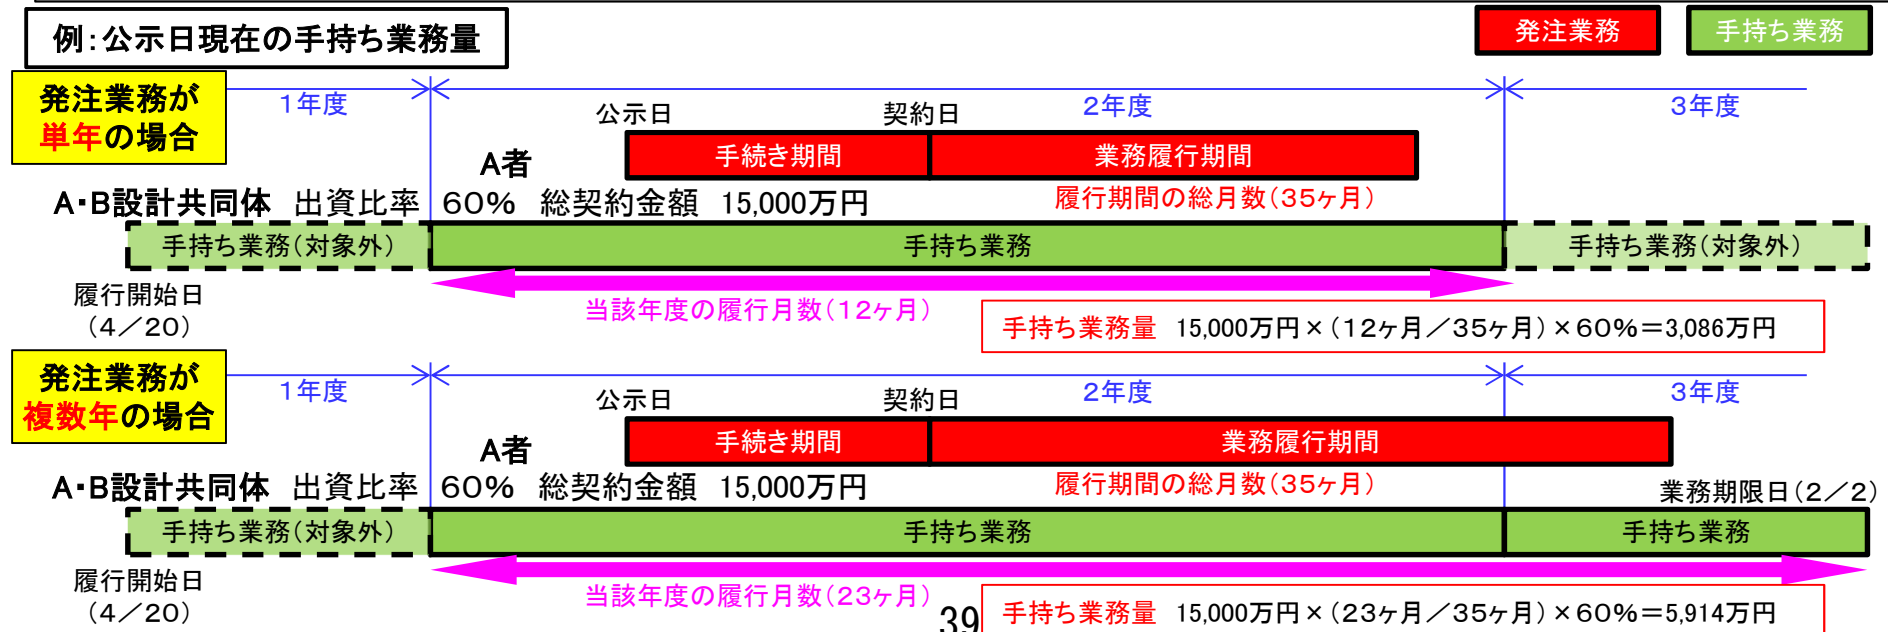 例：公示日現在の手持ち業務量
発注業務
手持ち業務
発注業務が
単年の場合
1年度
2年度
3年度
公示日
契約日
手続き期間
業務履行期間
A者
A・B設計共同体 出資比率 60% 総契約金額 15,000万円
履行期間の総月数(35ヶ月)
手持ち業務(対象外)
手持ち業務
手持ち業務(対象外)
履行開始日
(4／20)
当該年度の履行月数(12ヶ月)
手持ち業務量 15,000万円×(12ヶ月／35ヶ月)×60%＝3,086万円
発注業務が
複数年の場合
1年度
2年度
3年度
公示日
契約日
手続き期間
業務履行期間
A者
A・B設計共同体 出資比率 60% 総契約金額 15,000万円
履行期間の総月数(35ヶ月)
業務期限日(2／2)
手持ち業務(対象外)
手持ち業務
手持ち業務
履行開始日
(4／20)
当該年度の履行月数(23ヶ月)
手持ち業務量 15,000万円×(23ヶ月／35ヶ月)×60%＝5,914万円
39